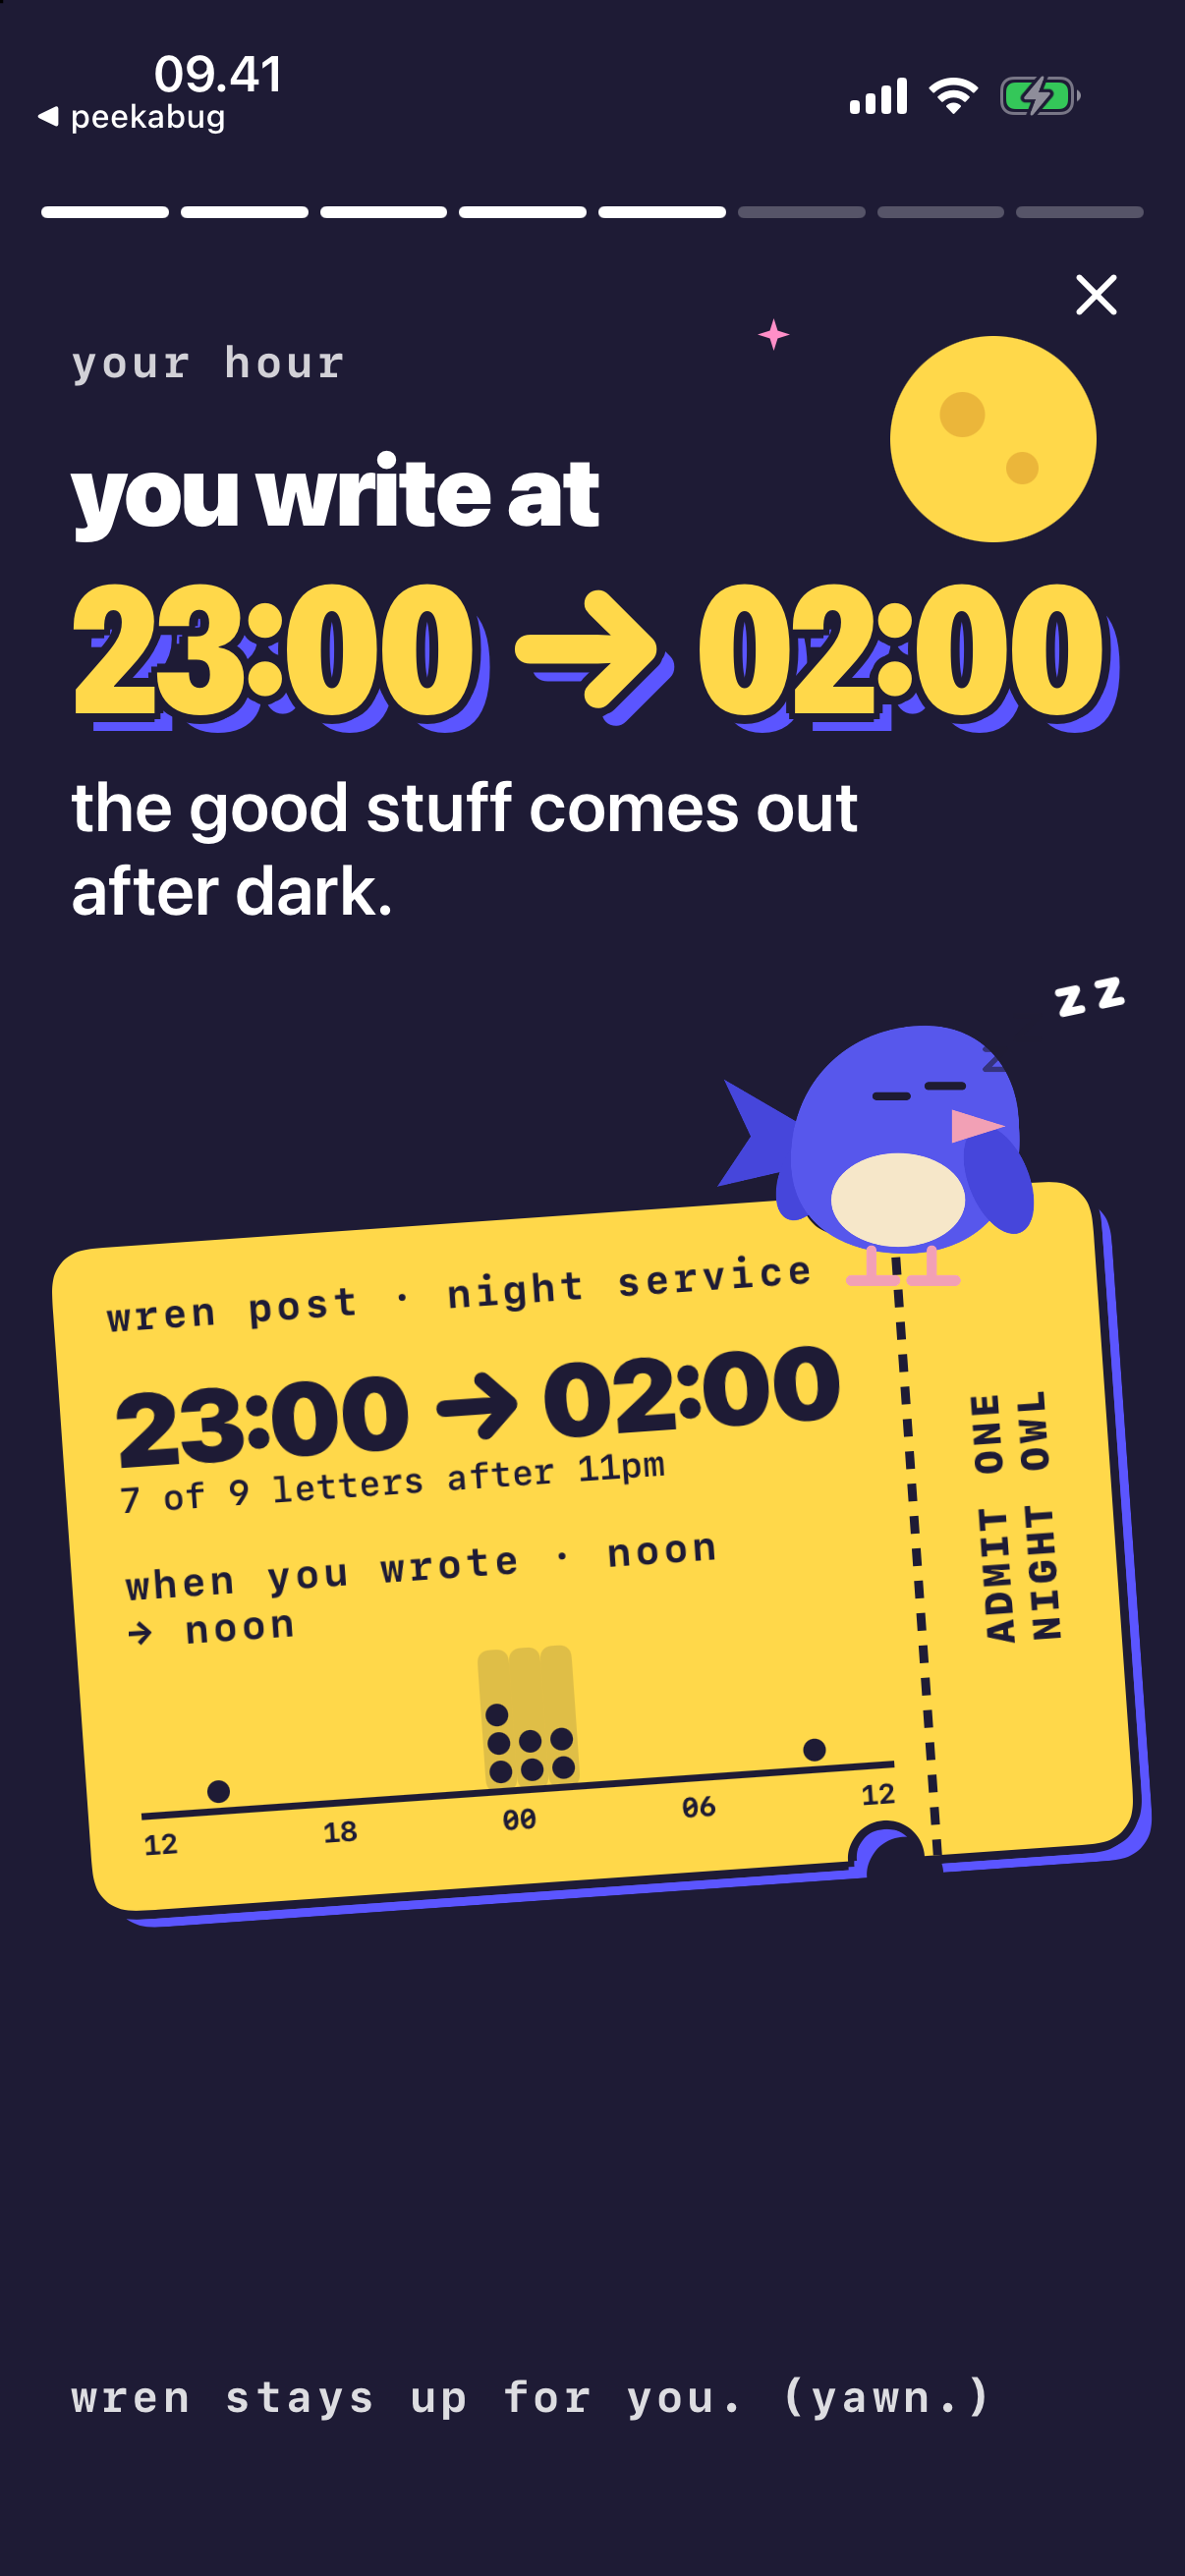 09.41
◀ peekabug
your hour
you write at
23:00 → 02:00
the good stuff comes out
after dark.
z z
z
wren post · night service
23:00 → 02:00
7 of 9 letters after 11pm
when you wrote · noon
→ noon
12 18 00 06 12
ADMIT ONE
NIGHT OWL
wren stays up for you. (yawn.)